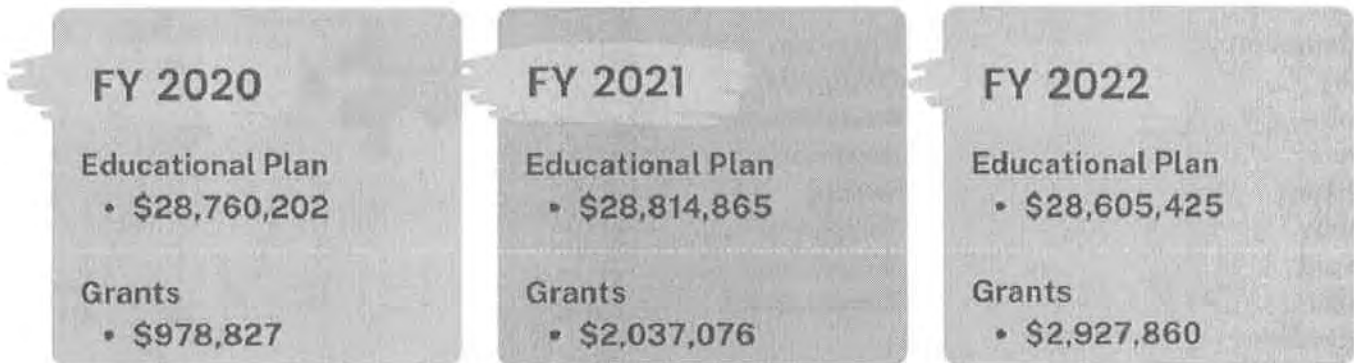 FY 2020
Educational Plan
• $28,760,202
Grants
• $978,827
FY 2021
Educational Plan
• $28,814,865
Grants
• $2,037,076
FY 2022
Educational Plan
• $28,605,425
Grants
• $2,927,860